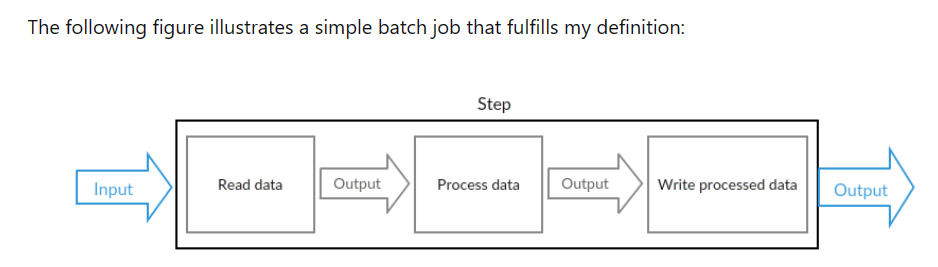 The following figure illustrates a simple batch job that fulfills my definition:
Step
Input
Read data
Output
Process data
Output
Write processed data
Output